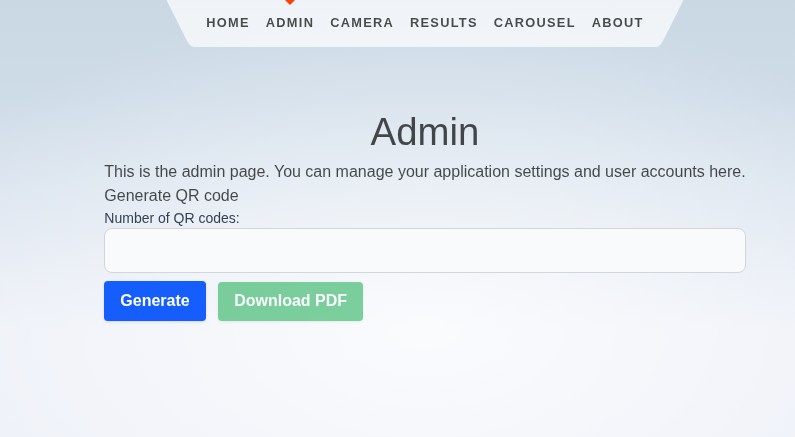 HOME ADMIN CAMERA RESULTS CAROUSEL ABOUT
Admin
This is the admin page. You can manage your application settings and user accounts here.
Generate QR code
Number of QR codes:
Generate Download PDF